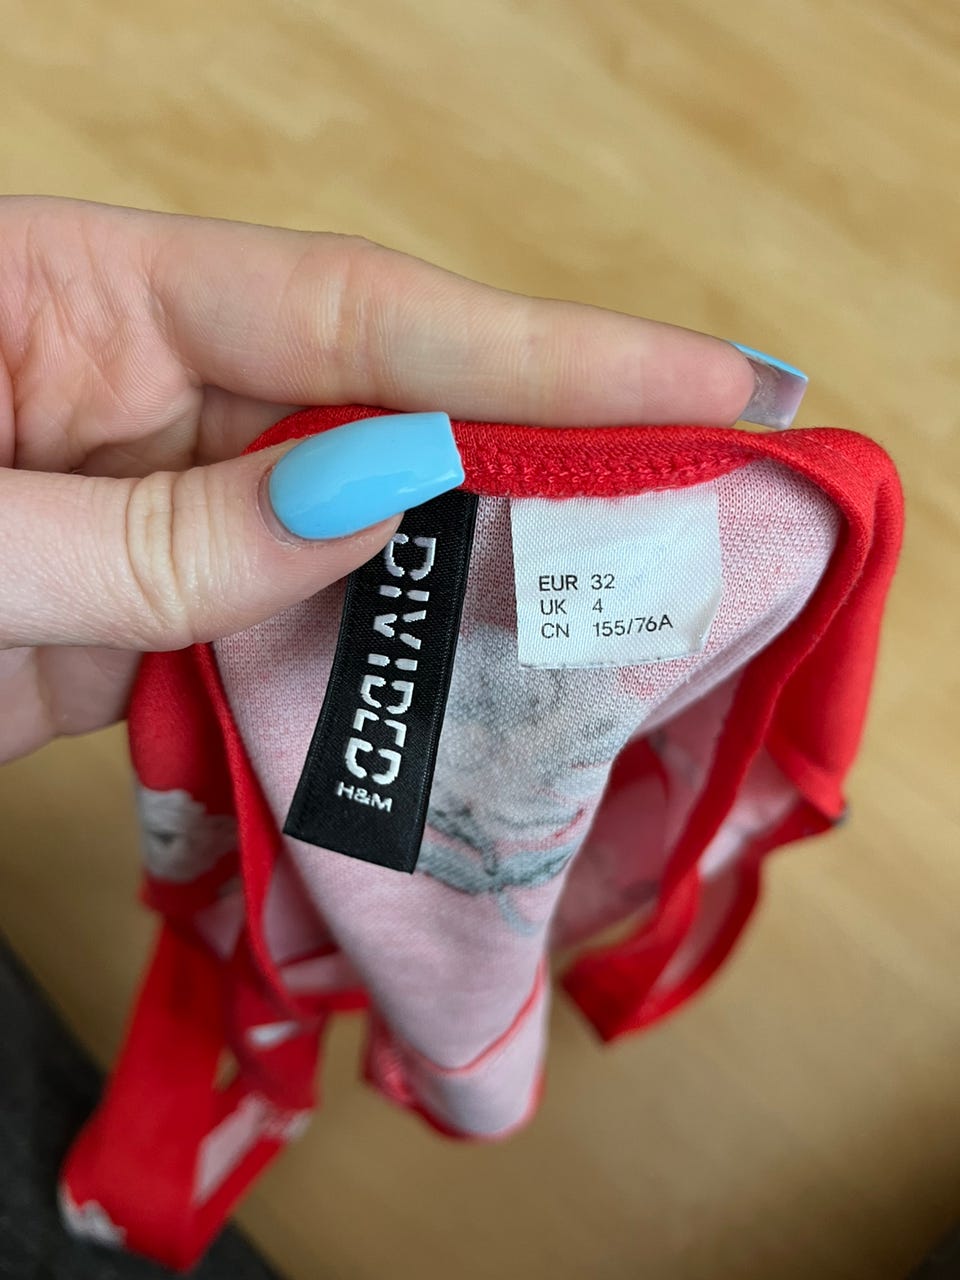 DIVIDED
H&M
EUR 32
UK 4
CN 155/76A